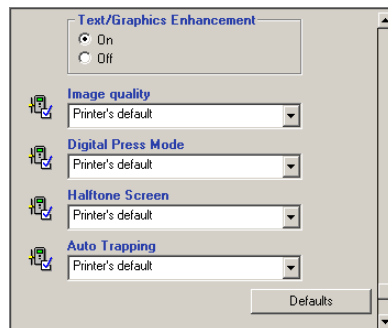 Text/Graphics Enhancement
On
Off
Image quality
Printer's default
Digital Press Mode
Printer's default
Halftone Screen
Printer's default
Auto Trapping
Printer's default
Defaults